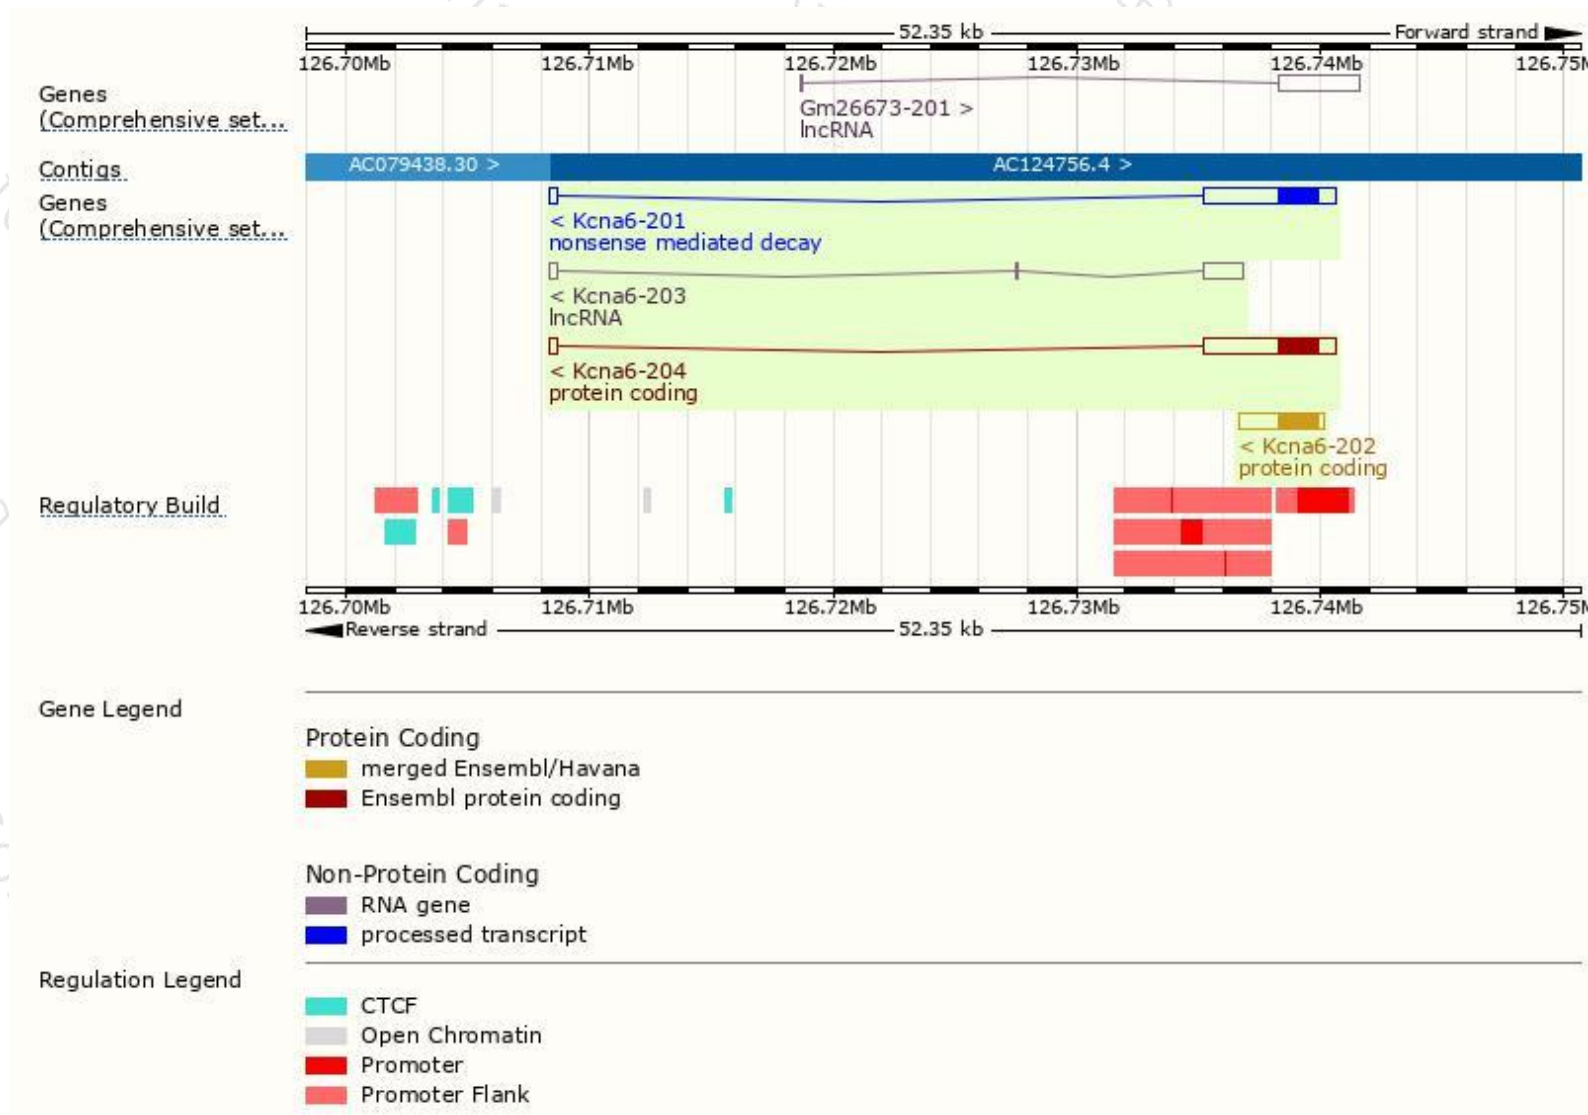 52.35 kb Forward strand
126.70Mb 126.71Mb 126.72Mb 126.73Mb 126.74Mb 126.75M
Genes
(Comprehensive set...
Gm26673-201 >
lncRNA
Contigs
AC079438.30 > AC124756.4 >
Genes
(Comprehensive set...
< Kcna6-201
nonsense mediated decay
< Kcna6-203
lncRNA
< Kcna6-204
protein coding
< Kcna6-202
protein coding
Regulatory Build
126.70Mb 126.71Mb 126.72Mb 126.73Mb 126.74Mb 126.75M
Reverse strand 52.35 kb
Gene Legend
Protein Coding
merged Ensembl/Havana
Ensembl protein coding
Non-Protein Coding
RNA gene
processed transcript
Regulation Legend
CTCF
Open Chromatin
Promoter
Promoter Flank